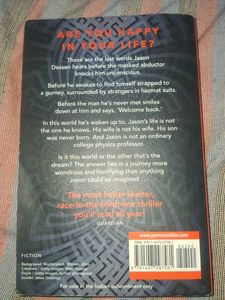 ARE YOU HAPPY
IN YOUR LIFE?
Those are the last words Jason
Dessen hears before the masked abductor
knocks him unconscious.
Before he awakes to find himself strapped to
a gurney, surrounded by strangers in hazmat suits.
Before the man he's never met smiles
down at him and says, 'Welcome back.'
In this world he's woken up to, Jason's life is not
the one he knows. His wife is not his wife. His son
was never born. And Jason is not an ordinary
college physics professor.
Is it this world or the other that's the
dream? The answer lies in a journey more
wondrous and horrifying than anything
Jason could've imagined . . .
'The most helter-skelter,
race-to-the-finish-line thriller
you'll read all year'
GUARDIAN
FICTION
www.panmacmillan.com
For sale in the Indian subcontinent only